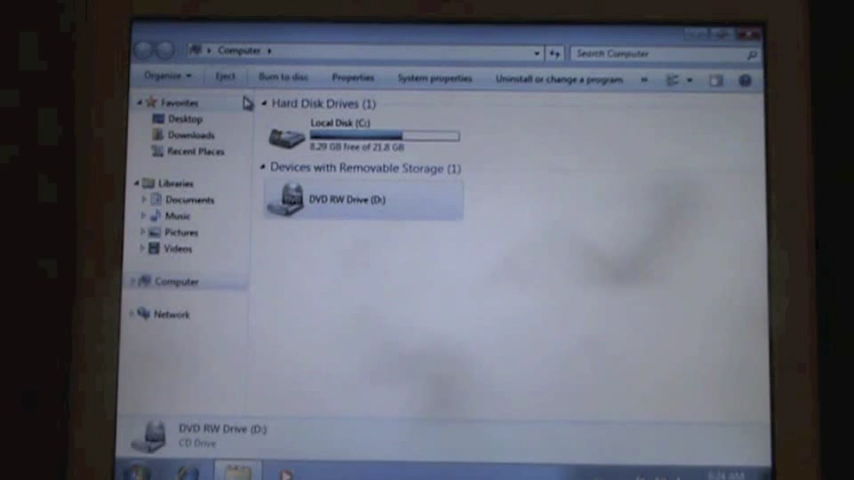 Computer
Search Computer
Organize Eject Burn to disc Properties System properties Uninstall or change a program »
Favorites
Desktop
Downloads
Recent Places
Libraries
Documents
Music
Pictures
Videos
Computer
Network
Hard Disk Drives (1)
Local Disk (C:)
8.29 GB free of 21.8 GB
Devices with Removable Storage (1)
DVD RW Drive (D:)
DVD RW Drive (D:)
CD Drive